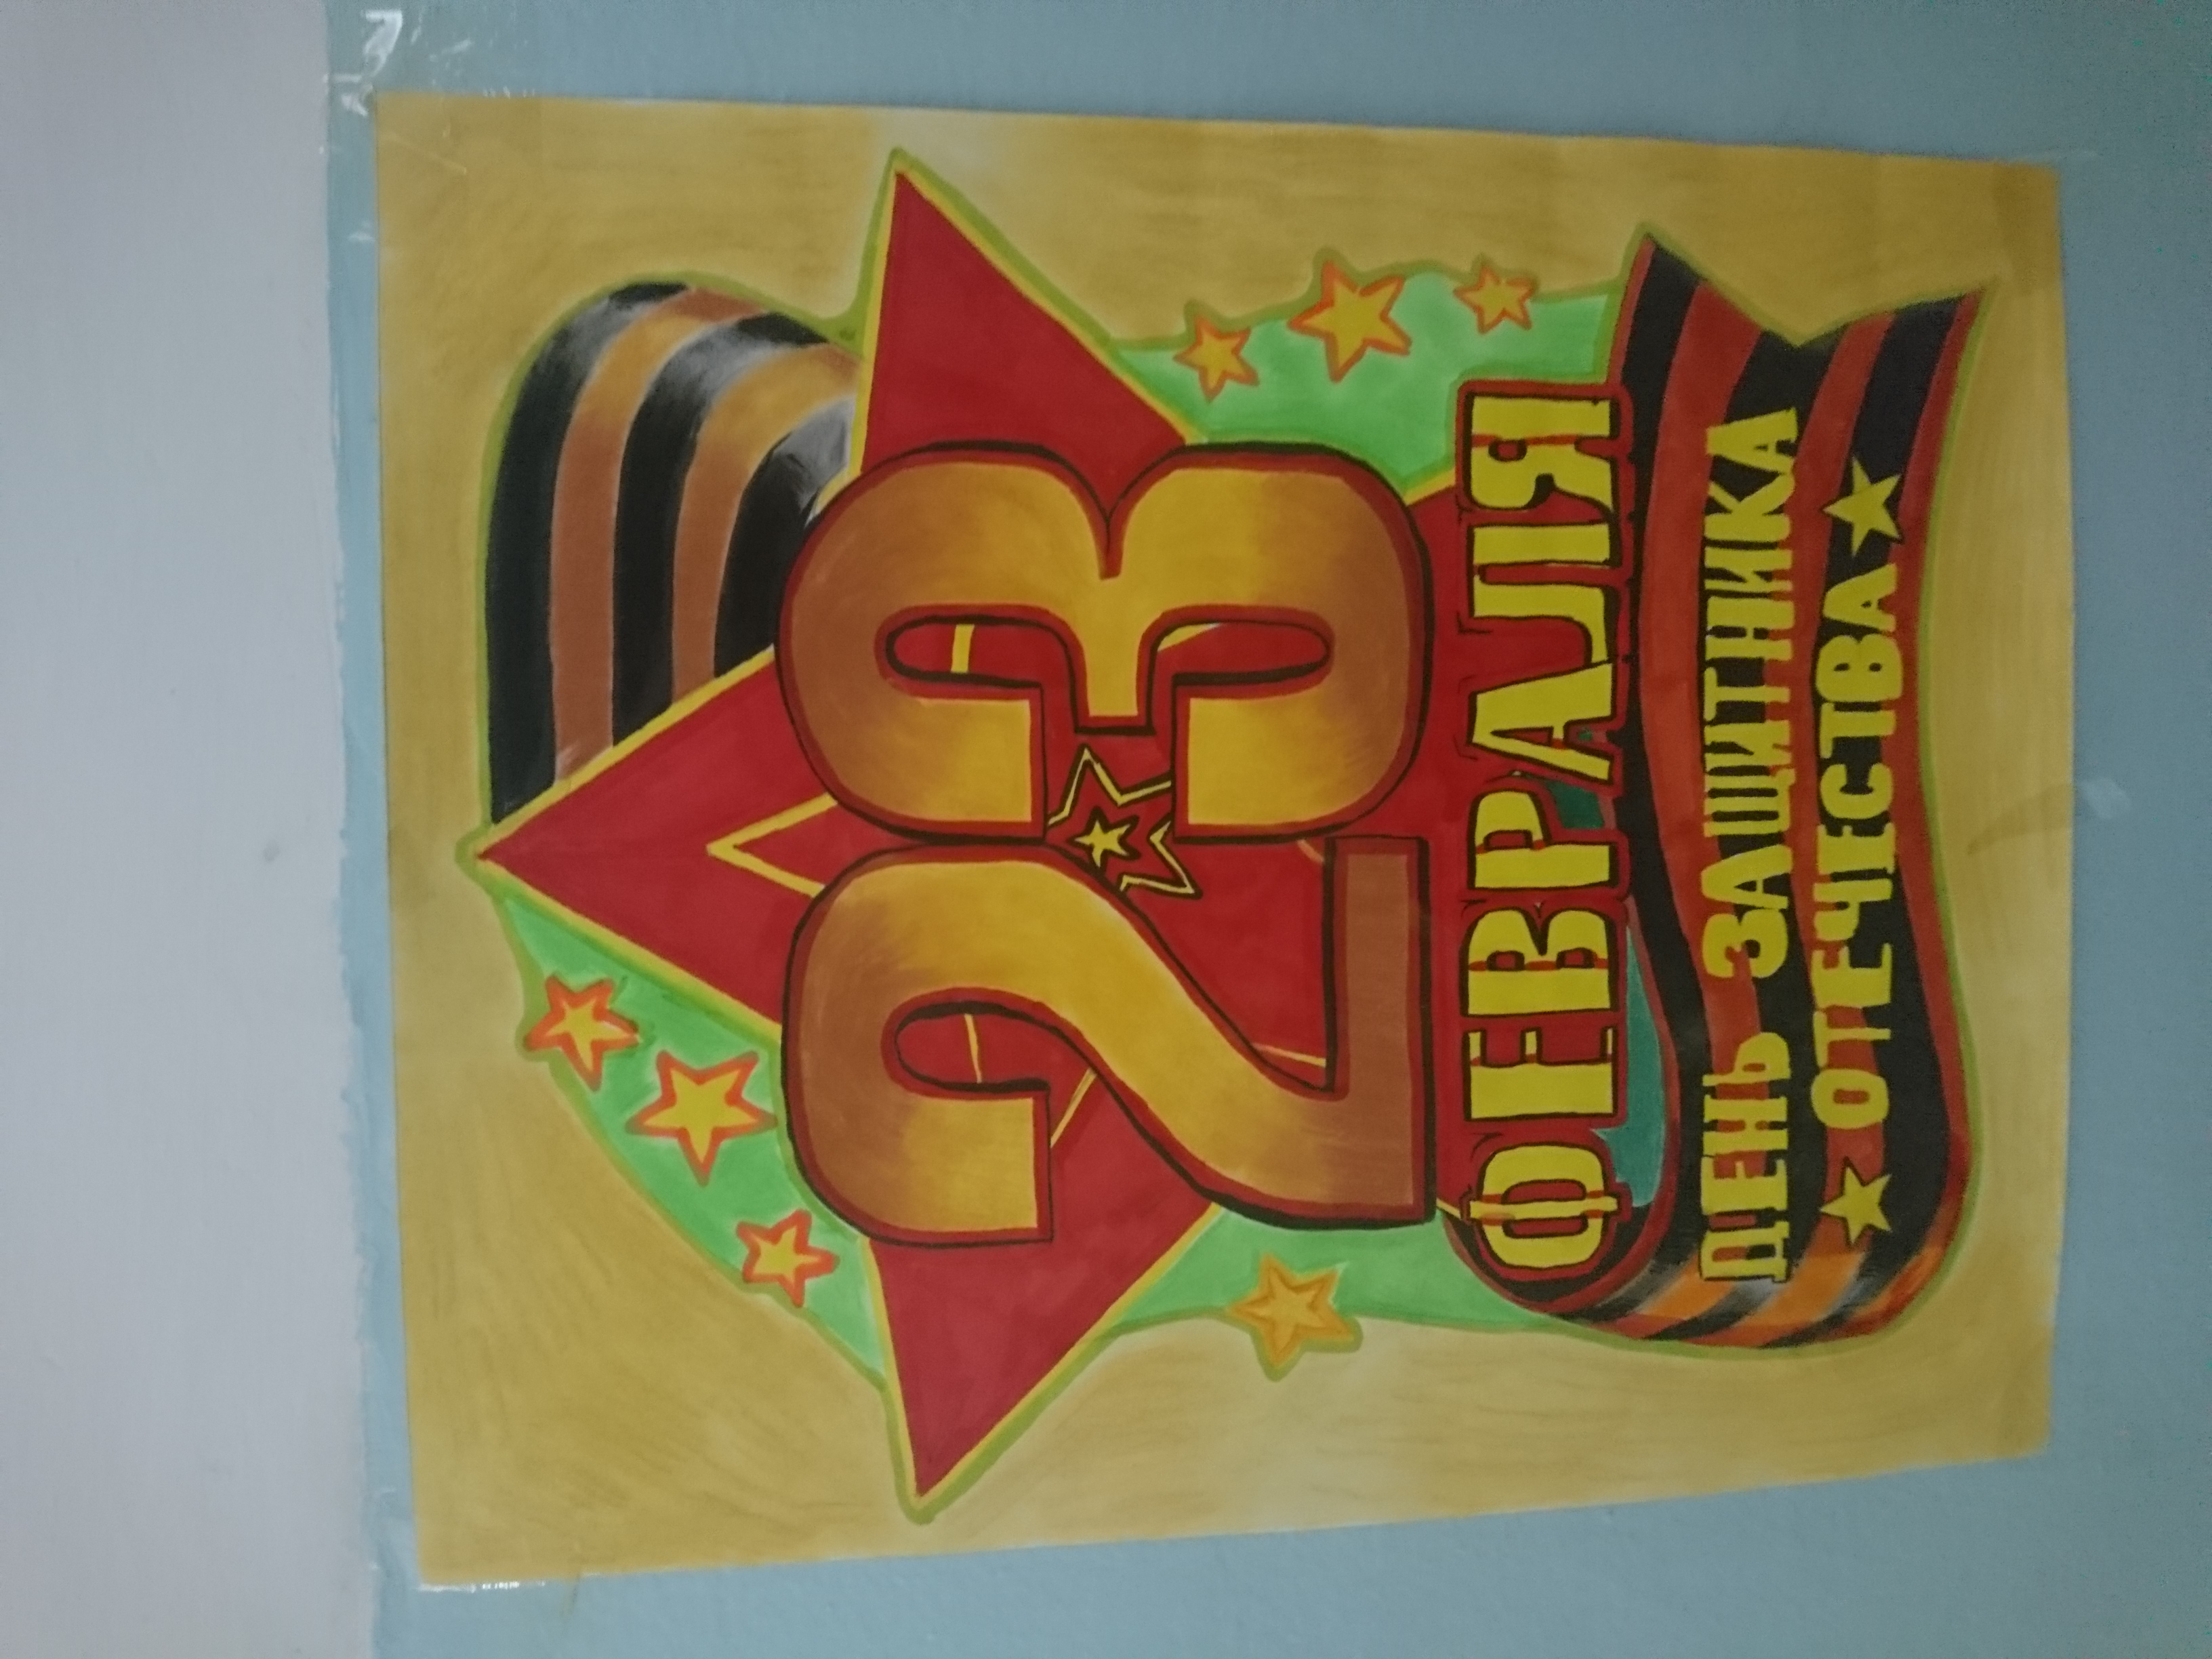 23
ФЕВРАЛЯ
ДЕНЬ ЗАЩИТНИКА
ОТЕЧЕСТВА